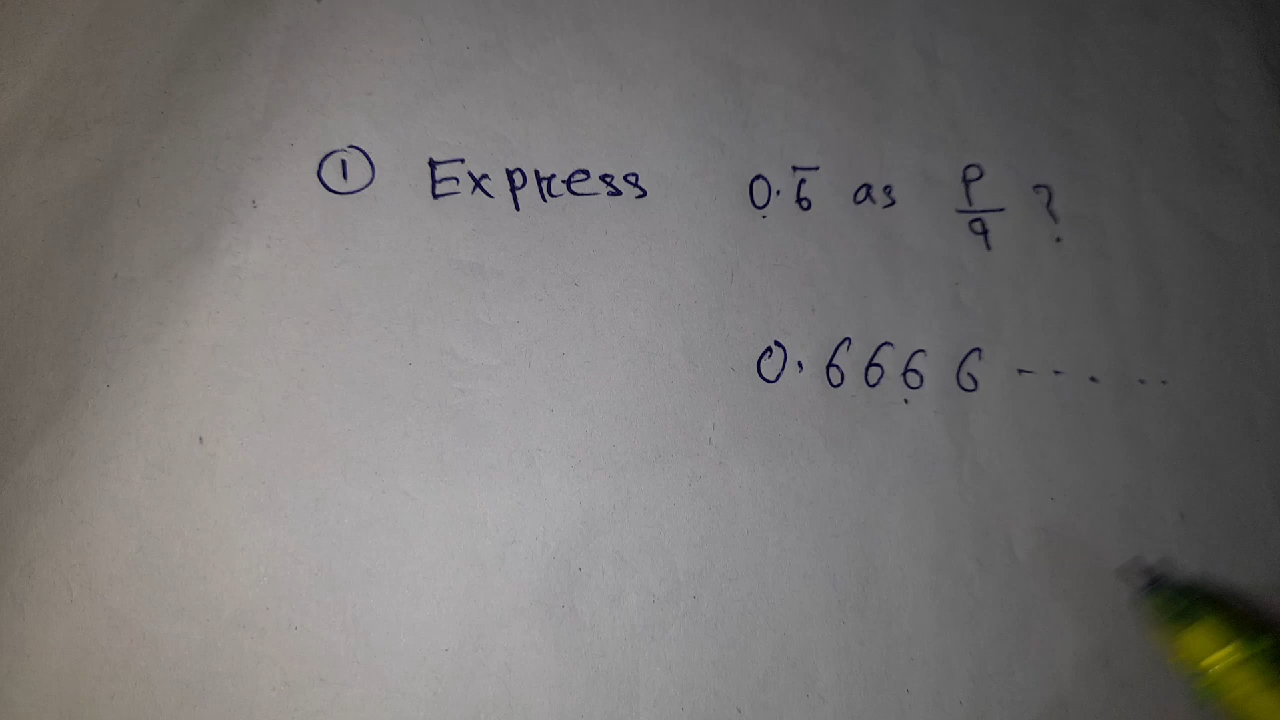 ① Express 0.6̅ as p/q ?
0.6666 - - - . . .